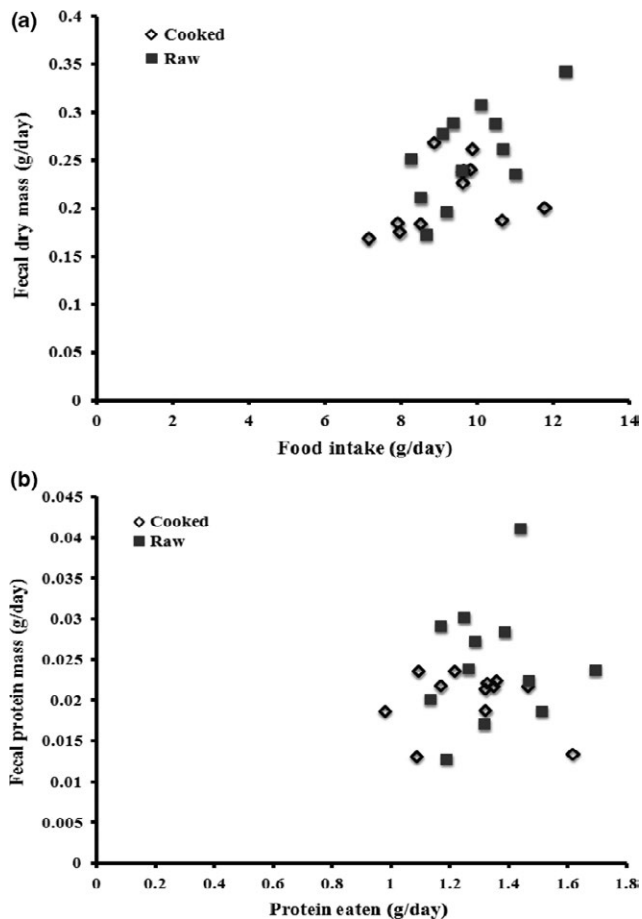 (a)
Cooked
Raw
Fecal dry mass (g/day)
0.4
0.35
0.3
0.25
0.2
0.15
0.1
0.05
0
0 2 4 6 8 10 12 14
Food intake (g/day)
(b)
Cooked
Raw
Fecal protein mass (g/day)
0.045
0.04
0.035
0.03
0.025
0.02
0.015
0.01
0.005
0
0 0.2 0.4 0.6 0.8 1 1.2 1.4 1.6 1.8
Protein eaten (g/day)